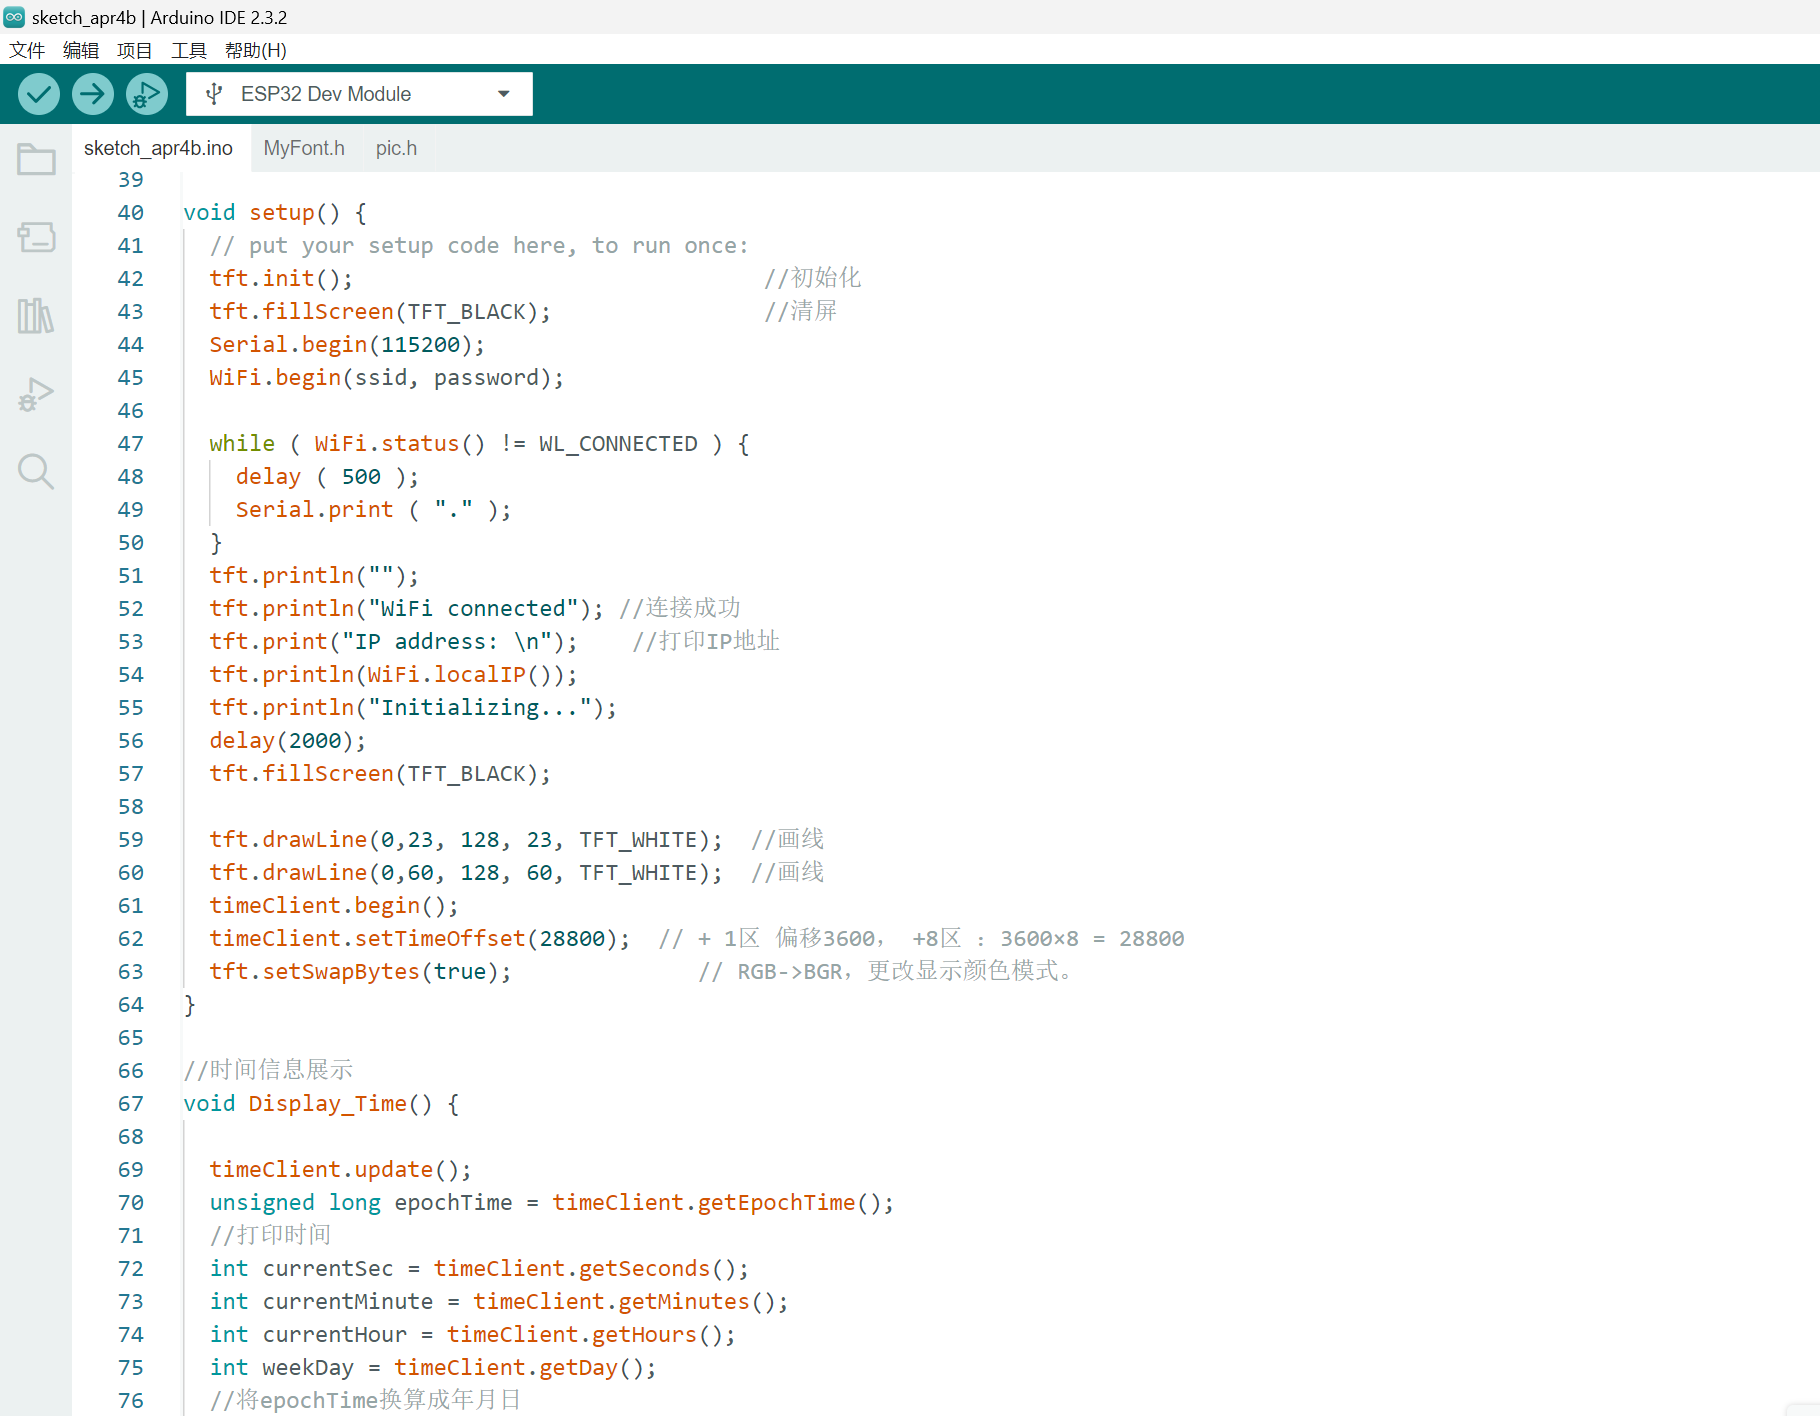 sketch_apr4b | Arduino IDE 2.3.2
文件 编辑 项目 工具 帮助(H)
ESP32 Dev Module
sketch_apr4b.ino MyFont.h pic.h
39
40 void setup() {
41 // put your setup code here, to run once:
42 tft.init(); //初始化
43 tft.fillScreen(TFT_BLACK); //清屏
44 Serial.begin(115200);
45 WiFi.begin(ssid, password);
46
47 while ( WiFi.status() != WL_CONNECTED ) {
48 delay ( 500 );
49 Serial.print ( "." );
50 }
51 tft.println("");
52 tft.println("WiFi connected"); //连接成功
53 tft.print("IP address: \n"); //打印IP地址
54 tft.println(WiFi.localIP());
55 tft.println("Initializing...");
56 delay(2000);
57 tft.fillScreen(TFT_BLACK);
58
59 tft.drawLine(0,23, 128, 23, TFT_WHITE); //画线
60 tft.drawLine(0,60, 128, 60, TFT_WHITE); //画线
61 timeClient.begin();
62 timeClient.setTimeOffset(28800); // + 1区 偏移3600， +8区 ：3600×8 = 28800
63 tft.setSwapBytes(true); // RGB->BGR，更改显示颜色模式。
64 }
65
66 //时间信息展示
67 void Display_Time() {
68
69 timeClient.update();
70 unsigned long epochTime = timeClient.getEpochTime();
71 //打印时间
72 int currentSec = timeClient.getSeconds();
73 int currentMinute = timeClient.getMinutes();
74 int currentHour = timeClient.getHours();
75 int weekDay = timeClient.getDay();
76 //将epochTime换算成年月日